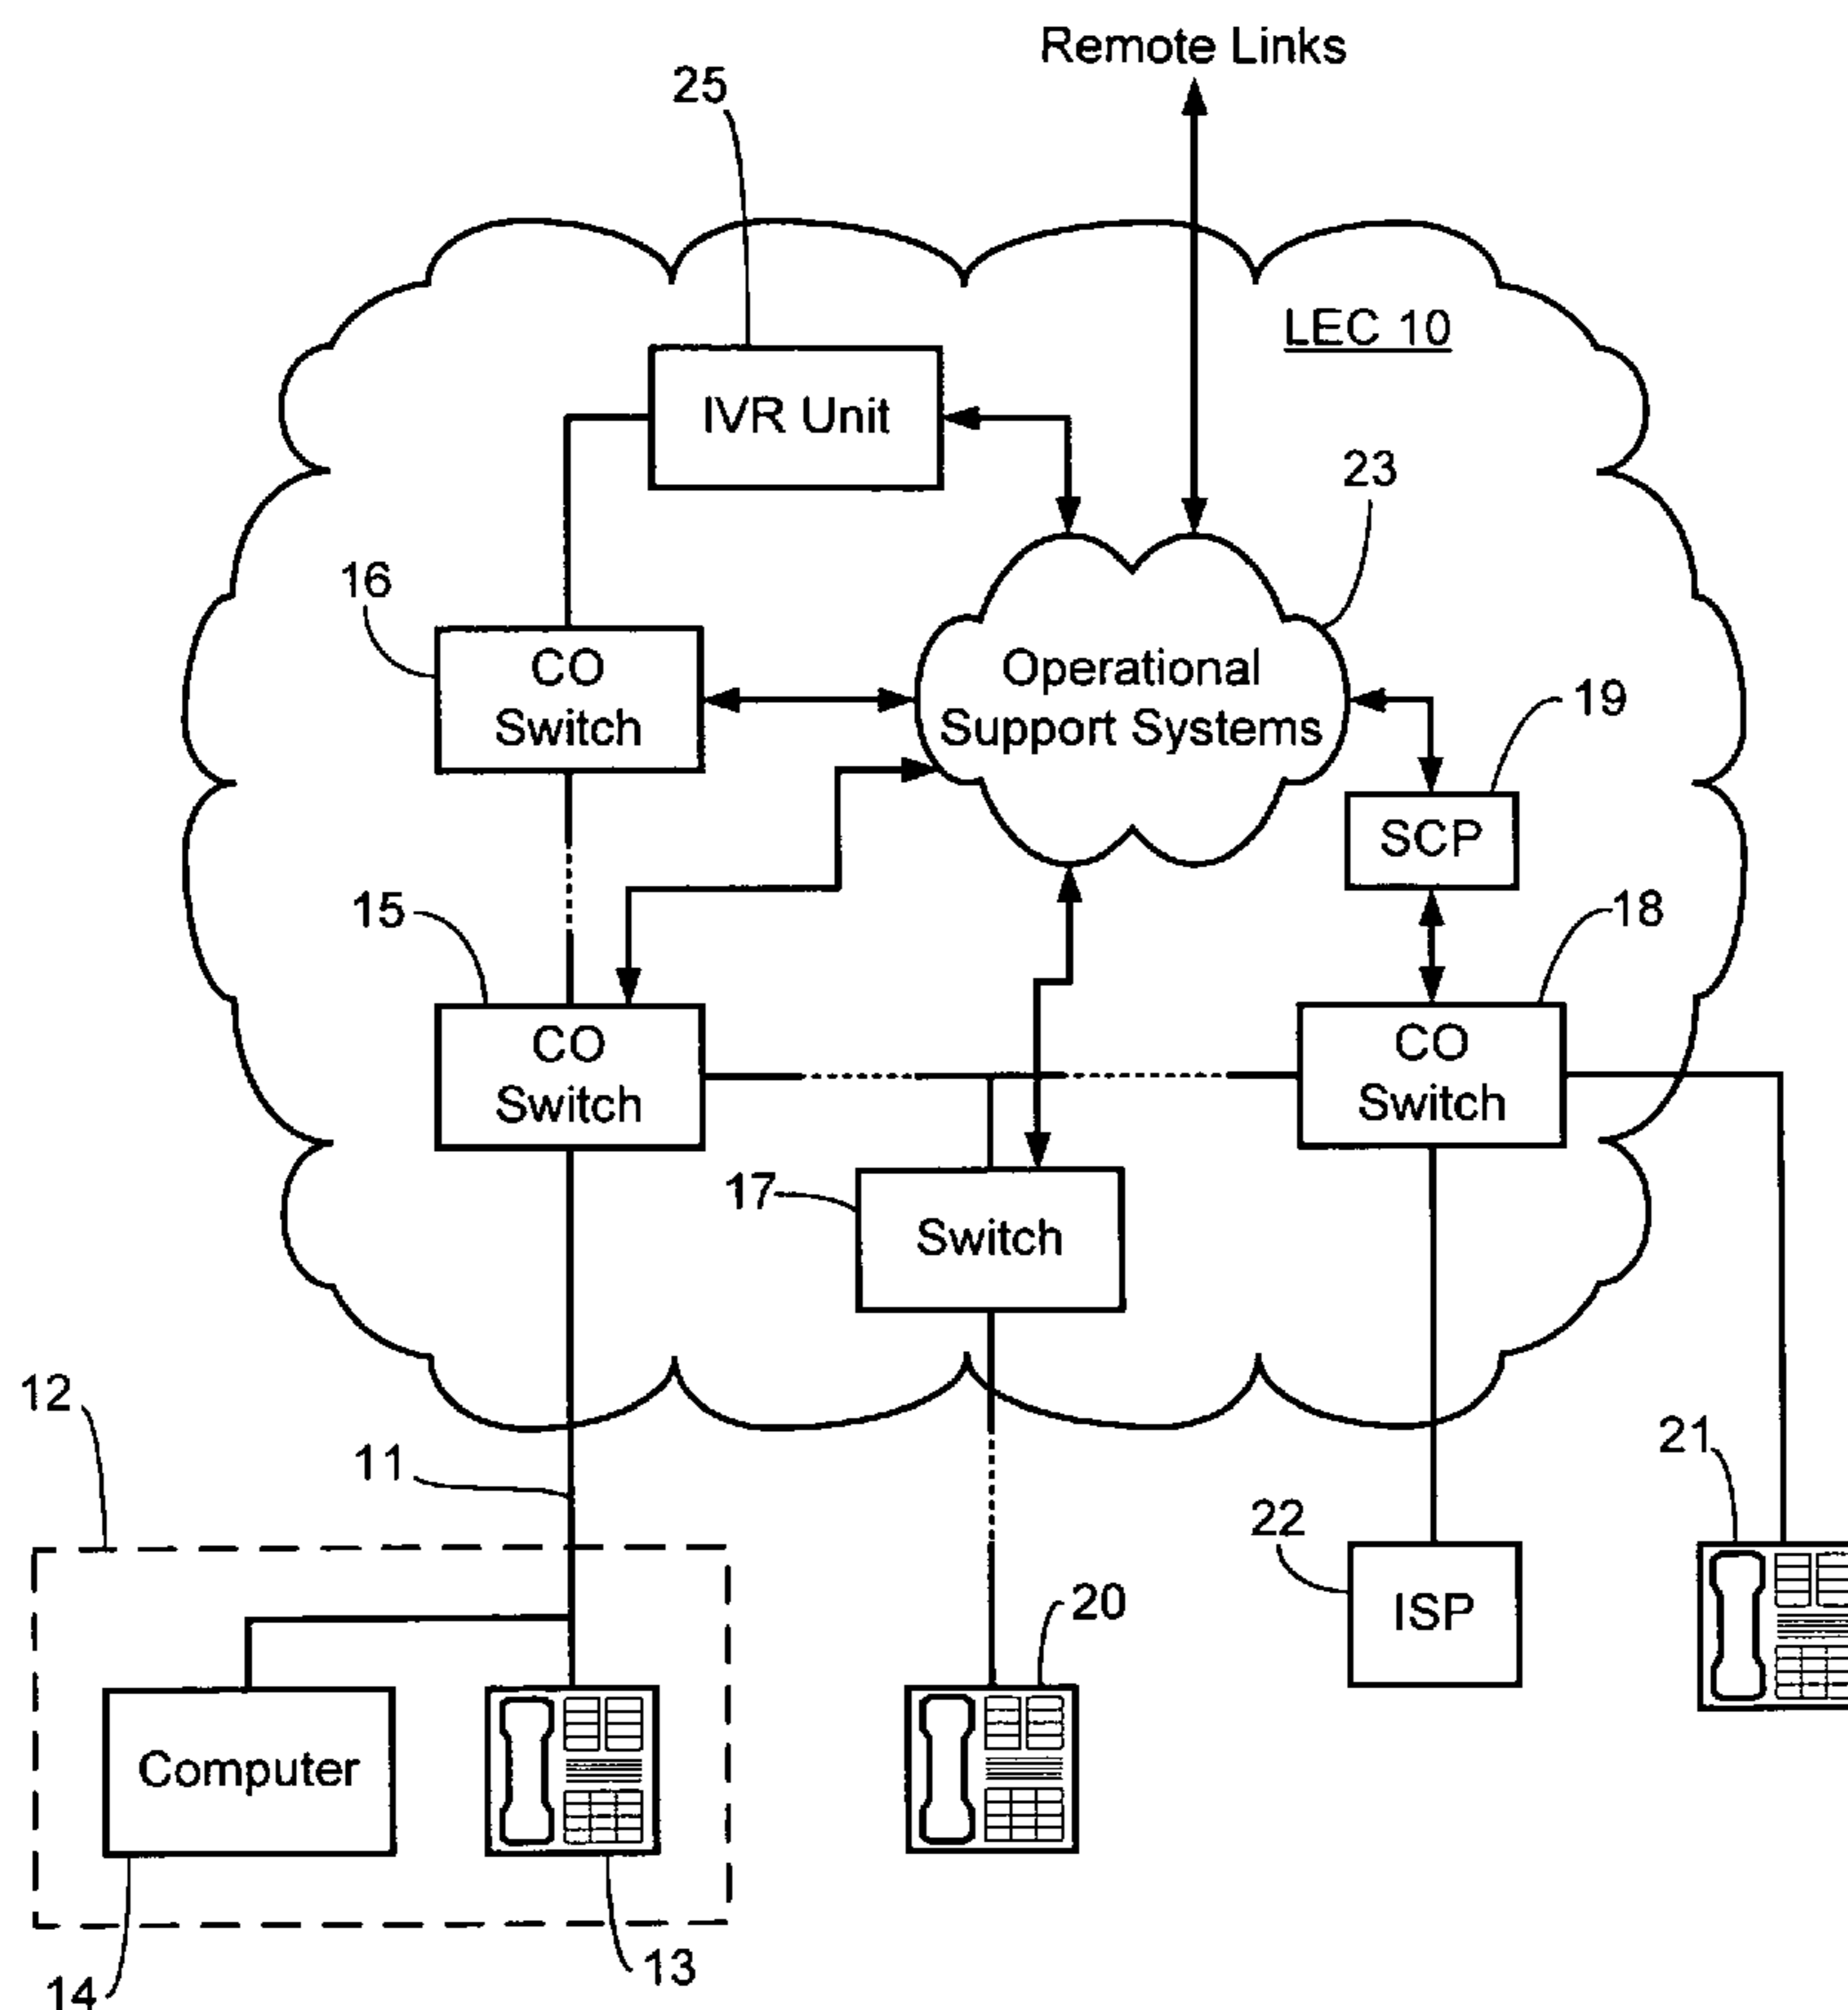 Remote Links
25
LEC 10
IVR Unit
23
16
CO
Switch
Operational
Support Systems
19
SCP
15
18
CO
Switch
CO
Switch
17
Switch
12
11
21
22
ISP
20
Computer
13
14